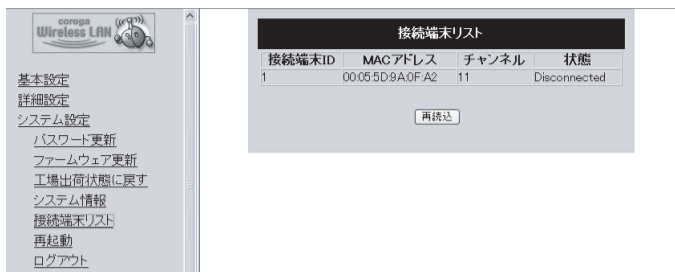 corega
Wireless LAN
基本設定
詳細設定
システム設定
パスワード更新
ファームウェア更新
工場出荷状態に戻す
システム情報
接続端末リスト
再起動
ログアウト
接続端末リスト
接続端末ID MACアドレス チャンネル 状態
1 00:05:5D:9A:0F:A2 11 Disconnected
再読込